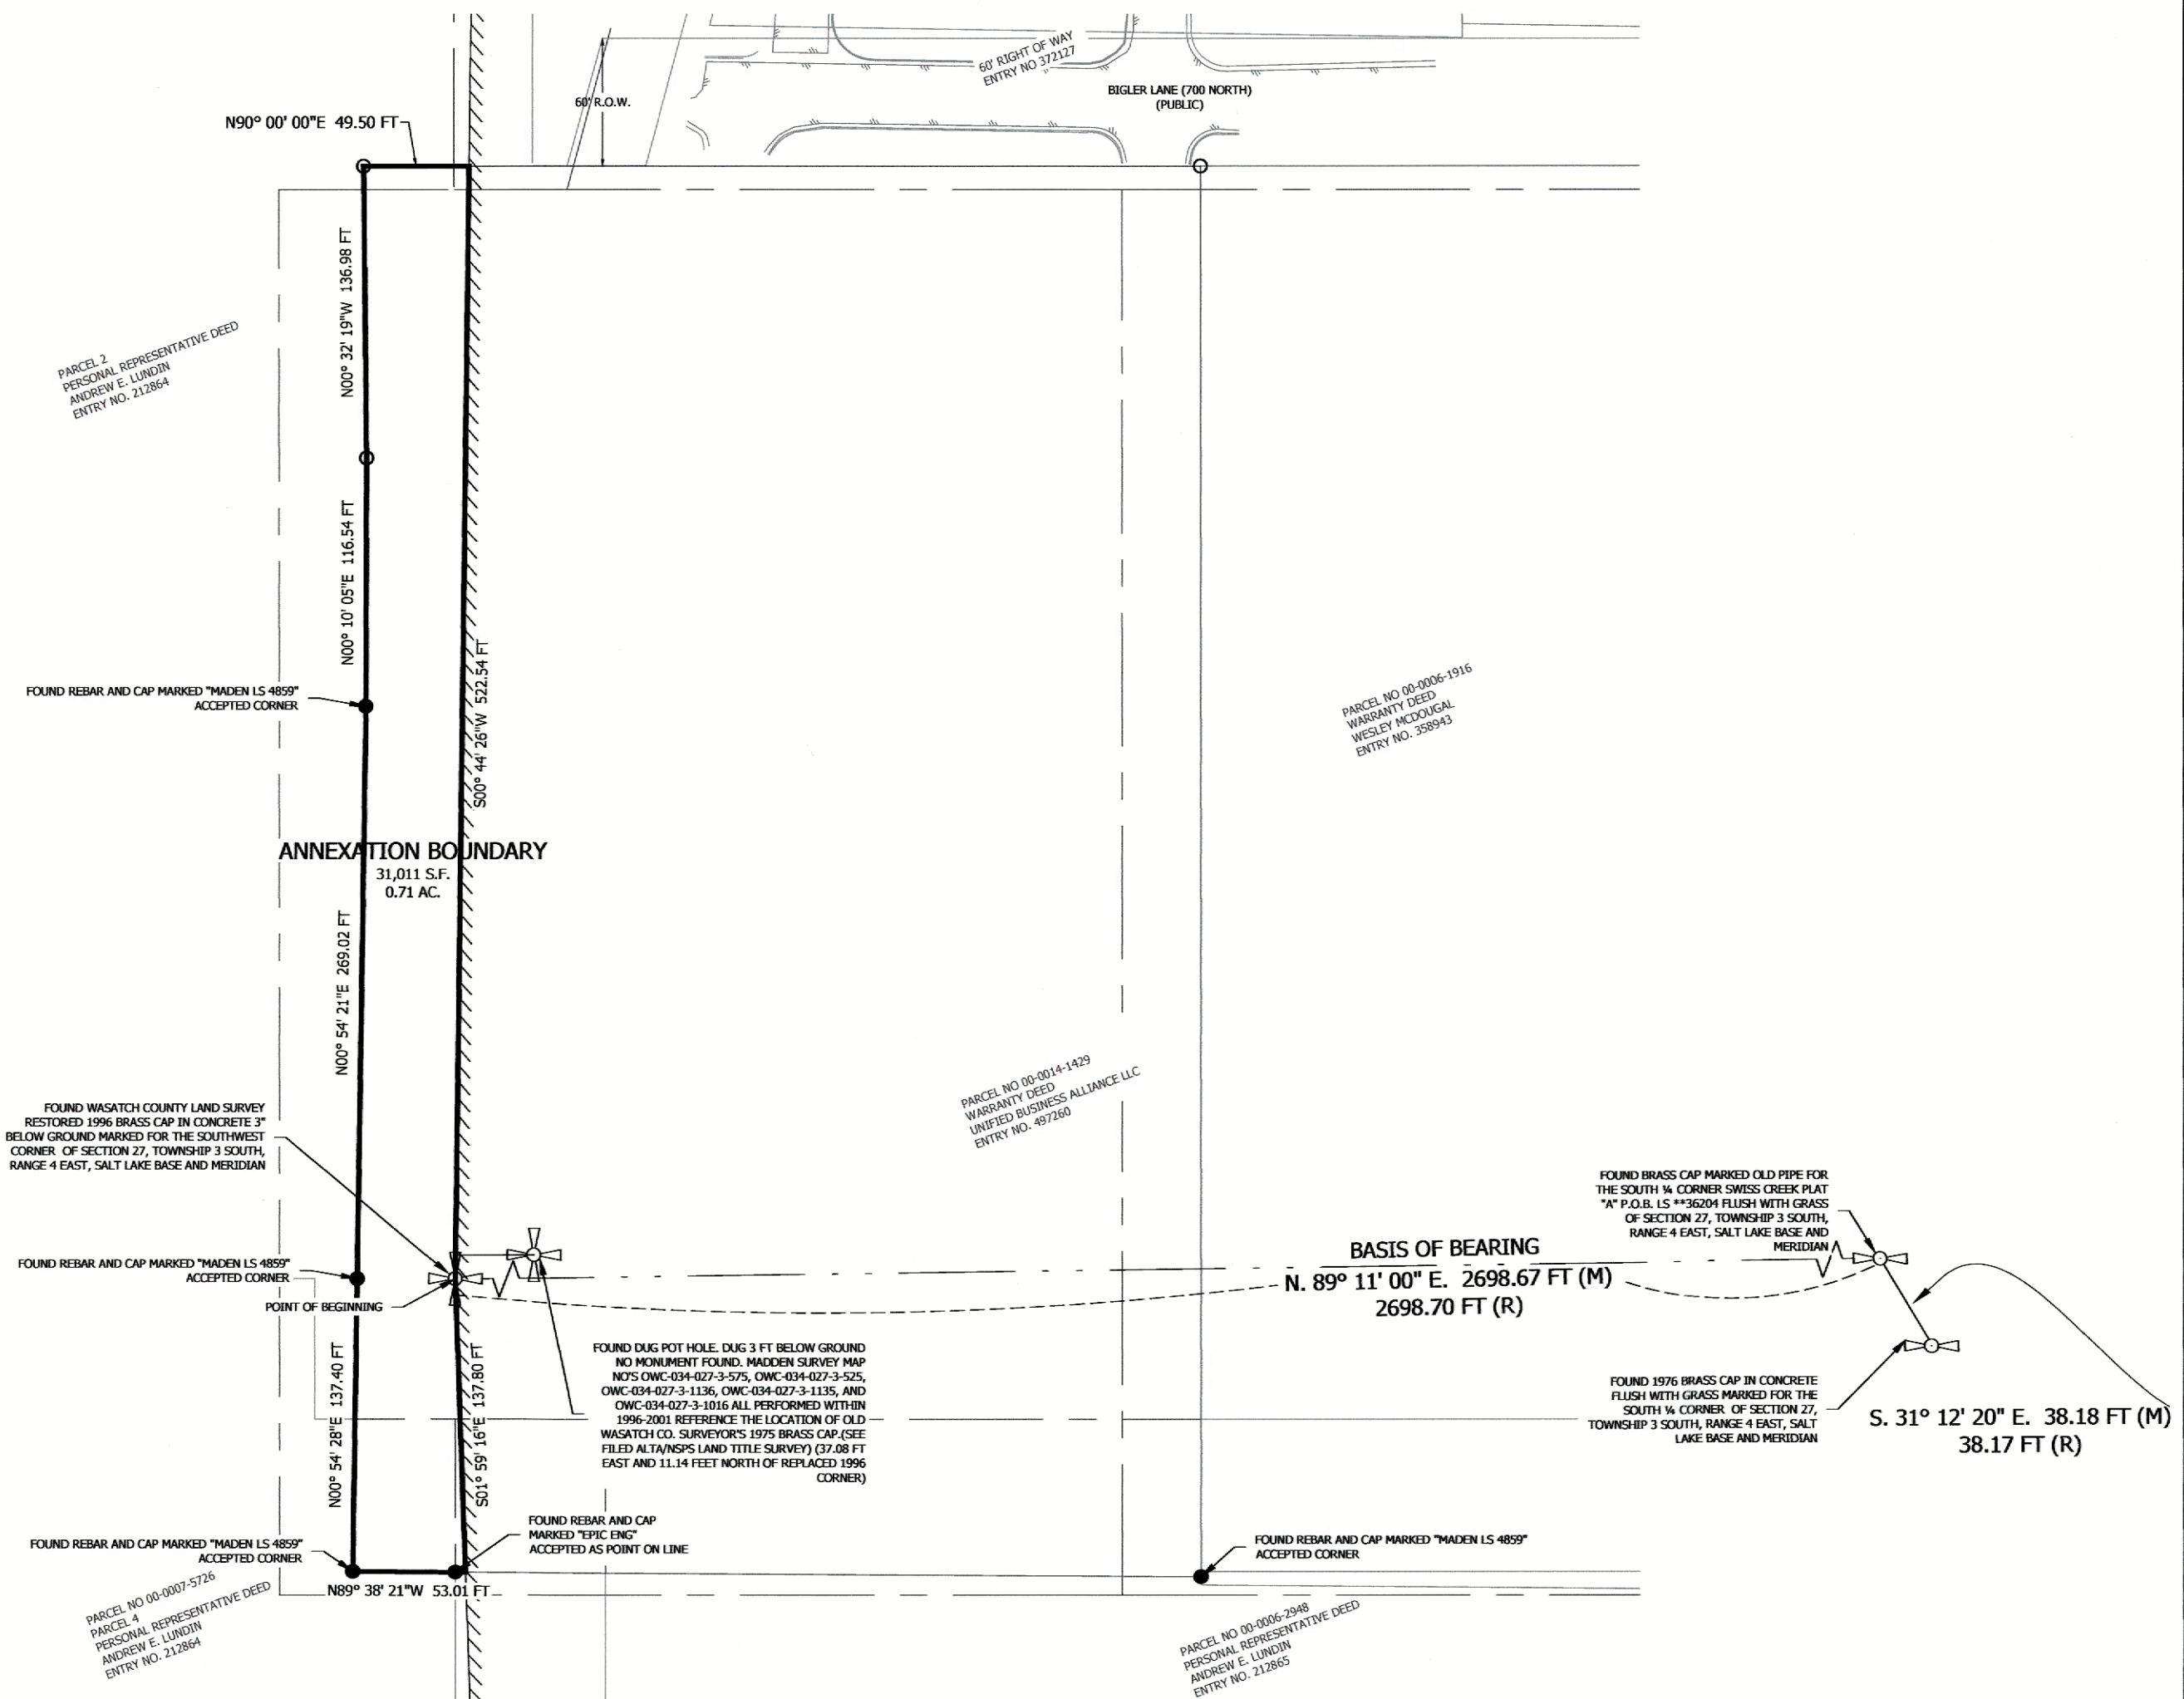 60' RIGHT OF WAY
ENTRY NO 372127
BIGLER LANE (700 NORTH)
(PUBLIC)
60' R.O.W.
N90° 00' 00"E 49.50 FT
N00° 32' 19"W 136.98 FT
PARCEL 2
PERSONAL REPRESENTATIVE DEED
ANDREW E. LUNDIN
ENTRY NO. 212864
N00° 10' 05"E 116.54 FT
FOUND REBAR AND CAP MARKED "MADEN LS 4859"
ACCEPTED CORNER
S00° 44' 26"W 522.54 FT
PARCEL NO 00-0006-1916
WARRANTY DEED
WESLEY MCDOUGAL
ENTRY NO. 358943
ANNEXATION BOUNDARY
31,011 S.F.
0.71 AC.
N00° 54' 21"E 269.02 FT
PARCEL NO 00-0014-1429
WARRANTY DEED
UNIFIED BUSINESS ALLIANCE LLC
ENTRY NO. 497260
FOUND WASATCH COUNTY LAND SURVEY
RESTORED 1996 BRASS CAP IN CONCRETE 3"
BELOW GROUND MARKED FOR THE SOUTHWEST
CORNER OF SECTION 27, TOWNSHIP 3 SOUTH,
RANGE 4 EAST, SALT LAKE BASE AND MERIDIAN
FOUND REBAR AND CAP MARKED "MADEN LS 4859"
ACCEPTED CORNER
POINT OF BEGINNING
FOUND BRASS CAP MARKED OLD PIPE FOR
THE SOUTH ¼ CORNER SWISS CREEK PLAT
"A" P.O.B. LS **36204 FLUSH WITH GRASS
OF SECTION 27, TOWNSHIP 3 SOUTH,
RANGE 4 EAST, SALT LAKE BASE AND
MERIDIAN
BASIS OF BEARING
N. 89° 11' 00" E. 2698.67 FT (M)
2698.70 FT (R)
FOUND DUG POT HOLE. DUG 3 FT BELOW GROUND
NO MONUMENT FOUND. MADDEN SURVEY MAP
NO'S OWC-034-027-3-575, OWC-034-027-3-525,
OWC-034-027-3-1136, OWC-034-027-3-1135, AND
OWC-034-027-3-1016 ALL PERFORMED WITHIN
1996-2001 REFERENCE THE LOCATION OF OLD
WASATCH CO. SURVEYOR'S 1975 BRASS CAP.(SEE
FILED ALTA/NSPS LAND TITLE SURVEY) (37.08 FT
EAST AND 11.14 FEET NORTH OF REPLACED 1996
CORNER)
FOUND 1976 BRASS CAP IN CONCRETE
FLUSH WITH GRASS MARKED FOR THE
SOUTH ¼ CORNER OF SECTION 27,
TOWNSHIP 3 SOUTH, RANGE 4 EAST, SALT
LAKE BASE AND MERIDIAN
S. 31° 12' 20" E. 38.18 FT (M)
38.17 FT (R)
N00° 54' 28"E 137.40 FT
S01° 59' 16"E 137.80 FT
FOUND REBAR AND CAP
MARKED "EPIC ENG"
ACCEPTED AS POINT ON LINE
FOUND REBAR AND CAP MARKED "MADEN LS 4859"
ACCEPTED CORNER
FOUND REBAR AND CAP MARKED "MADEN LS 4859"
ACCEPTED CORNER
N89° 38' 21"W 53.01 FT
PARCEL NO 00-0007-5726
PARCEL 4
PERSONAL REPRESENTATIVE DEED
ANDREW E. LUNDIN
ENTRY NO. 212864
PARCEL NO 00-0006-2948
PERSONAL REPRESENTATIVE DEED
ANDREW E. LUNDIN
ENTRY NO. 212865